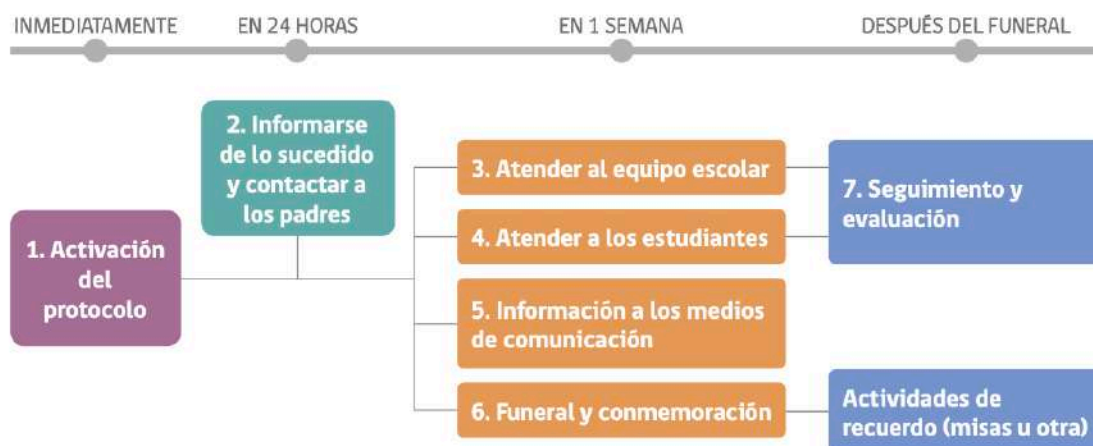 INMEDIATAMENTE
EN 24 HORAS
EN 1 SEMANA
DESPUÉS DEL FUNERAL
1. Activación
del
protocolo
2. Informarse
de lo sucedido
y contactar a
los padres
3. Atender al equipo escolar
4. Atender a los estudiantes
5. Información a los medios
de comunicación
6. Funeral y conmemoración
7. Seguimiento y
evaluación
Actividades de
recuerdo (misas u otra)